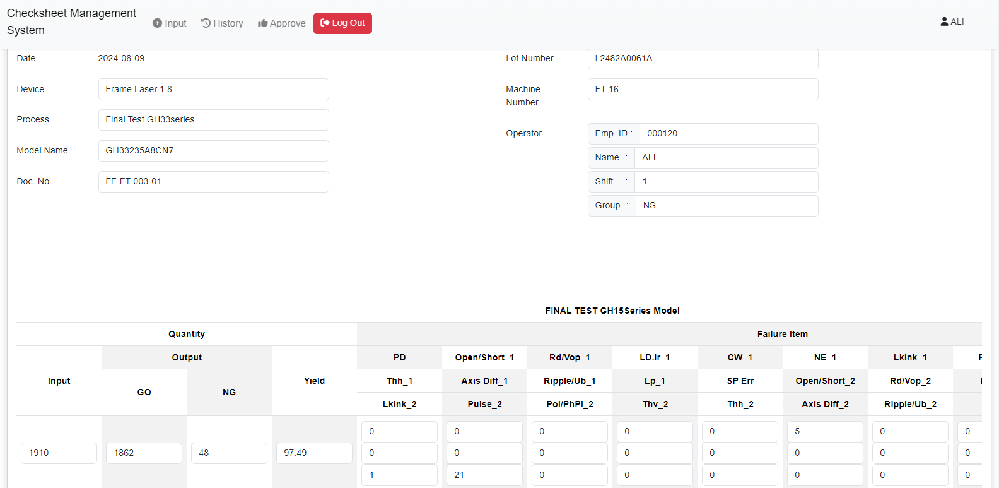 Checksheet Management System
Input
History
Approve
Log Out
ALI
Date 2024-08-09
Lot Number L2482A0061A
Device Frame Laser 1.8
Machine Number FT-16
Process Final Test GH33series
Operator Emp. ID : 000120
Model Name GH33235A8CN7
Name--: ALI
Doc. No FF-FT-003-01
Shift----: 1
Group--: NS
FINAL TEST GH15Series Model
Quantity Failure Item
Input Output Yield
GO NG
PD Open/Short_1 Rd/Vop_1 LD.Ir_1 CW_1 NE_1 Lkink_1
Thh_1 Axis Diff_1 Ripple/Ub_1 Lp_1 SP Err Open/Short_2 Rd/Vop_2
Lkink_2 Pulse_2 Pol/PhPl_2 Thv_2 Thh_2 Axis Diff_2 Ripple/Ub_2
1910 1862 48 97.49
0 0 0 0 0 5 0 0
0 0 0 0 0 0 0 0
1 21 0 0 0 0 0 0